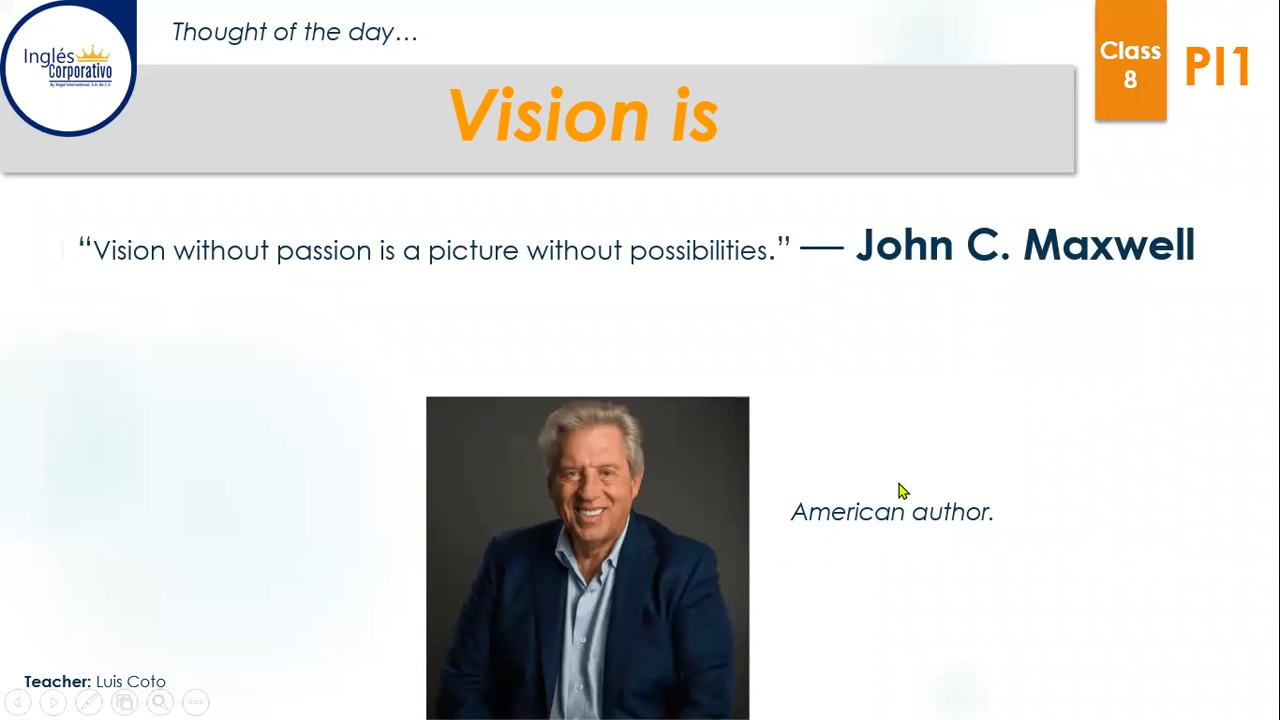 Thought of the day…
Inglés
Corporativo
Class
8
PI1
Vision is
“Vision without passion is a picture without possibilities.” — John C. Maxwell
American author.
Teacher: Luis Coto